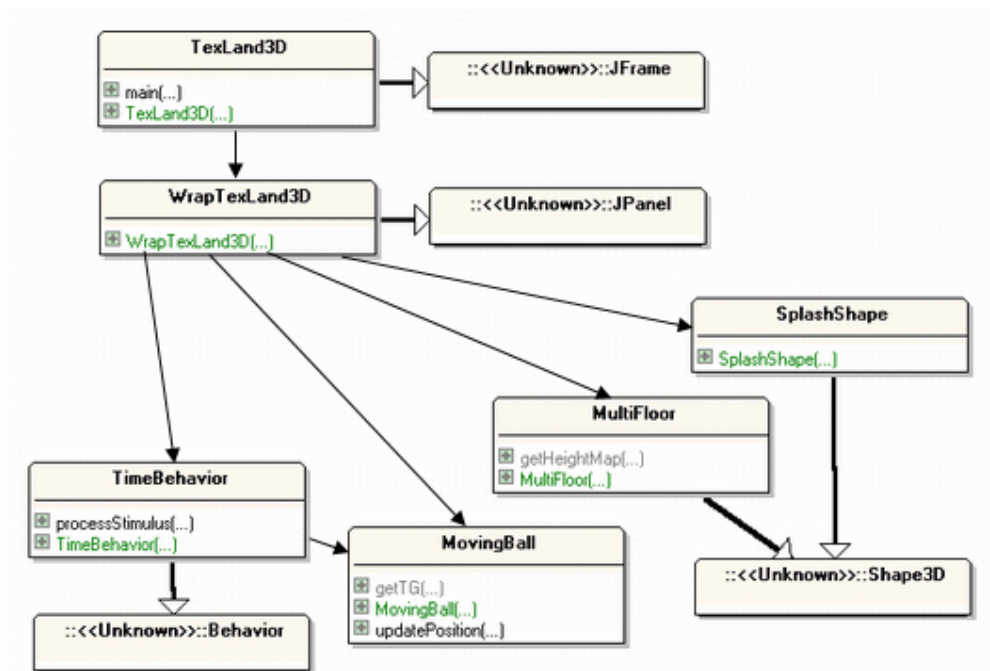 TexLand3D
main(...)
TexLand3D(...)
::<<Unknown>>::JFrame
WrapTexLand3D
WrapTexLand3D(...)
::<<Unknown>>::JPanel
SplashShape
SplashShape(...)
MultiFloor
getHeightMap(...)
MultiFloor(...)
TimeBehavior
processStimulus(...)
TimeBehavior(...)
MovingBall
getTG(...)
MovingBall(...)
updatePosition(...)
::<<Unknown>>::Shape3D
::<<Unknown>>::Behavior